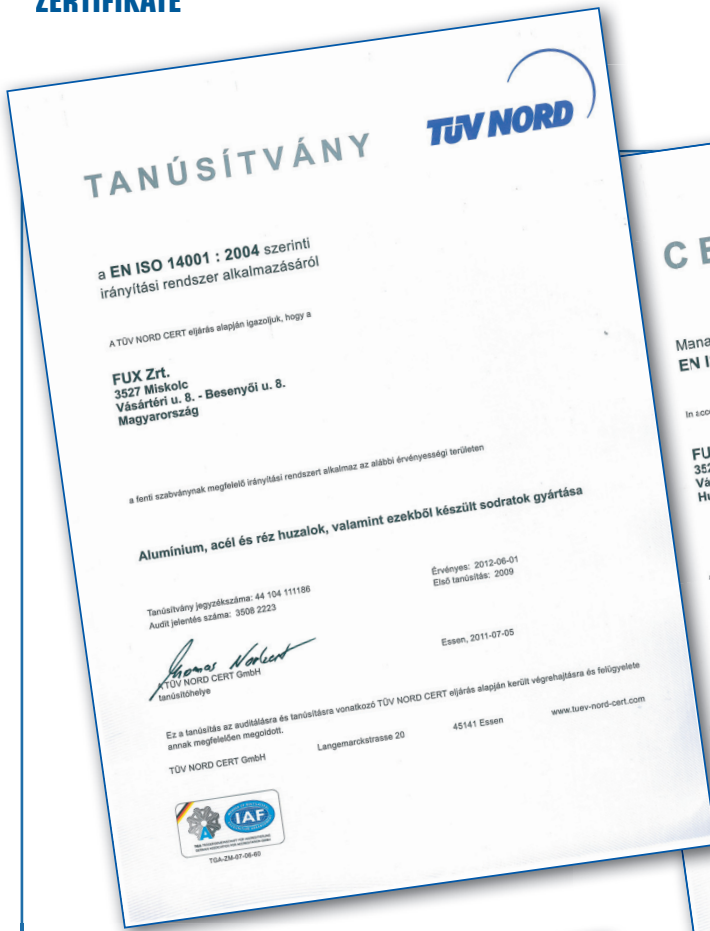 ZERTIFIKATE
TÜV NORD
TANÚSÍTVÁNY
a EN ISO 14001 : 2004 szerinti
irányítási rendszer alkalmazásáról
A TÜV NORD CERT eljárás alapján igazoljuk, hogy a
FUX Zrt.
3527 Miskolc
Vásártéri u. 8. - Besenyői u. 8.
Magyarország
a fenti szabványnak megfelelő irányítási rendszert alkalmaz az alábbi érvényességi területen
Alumínium, acél és réz huzalok, valamint ezekből készült sodratok gyártása
Tanúsítvány jegyzékszáma: 44 104 111186
Audit jelentés száma: 3508 2223
Érvényes: 2012-06-01
Első tanúsítás: 2009
Essen, 2011-07-05
A TÜV NORD CERT GmbH
tanúsítóhelye
Ez a tanúsítás az auditálásra és tanúsításra vonatkozó TÜV NORD CERT eljárás alapján került végrehajtásra és felügyelete
annak megfelelően megoldott.
TÜV NORD CERT GmbH Langemarckstrasse 20 45141 Essen www.tuev-nord-cert.com
IAF
TGA-ZM-07-06-60
C E
Mana
EN I
In acc
FU
352
Vá
Hu